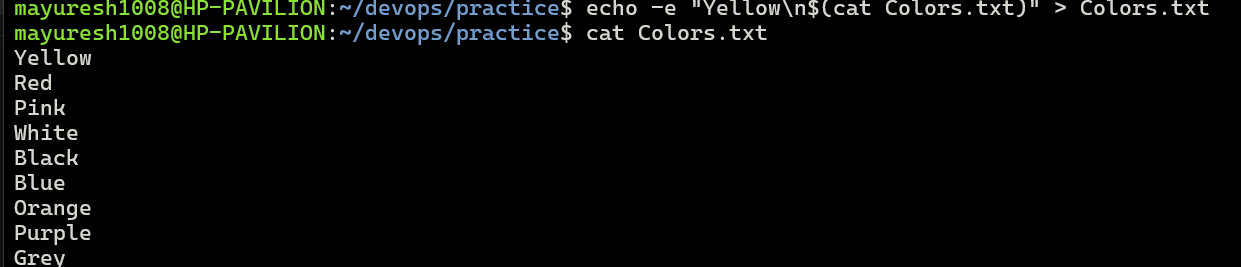 mayuresh1008@HP-PAVILION:~/devops/practice$ echo -e "Yellow\n$(cat Colors.txt)" > Colors.txt
mayuresh1008@HP-PAVILION:~/devops/practice$ cat Colors.txt
Yellow
Red
Pink
White
Black
Blue
Orange
Purple
Grey